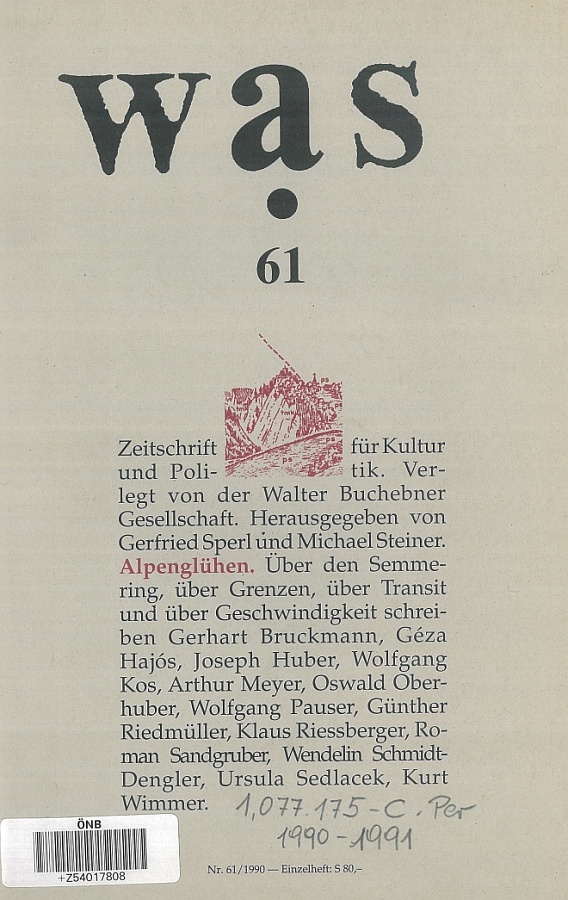 was
61
Zeitschrift für Kultur
und Poli- tik. Ver-
legt von der Walter Buchebner
Gesellschaft. Herausgegeben von
Gerfried Sperl und Michael Steiner.
Alpenglühen. Über den Semme-
ring, über Grenzen, über Transit
und über Geschwindigkeit schrei-
ben Gerhart Bruckmann, Géza
Hajós, Joseph Huber, Wolfgang
Kos, Arthur Meyer, Oswald Ober-
huber, Wolfgang Pauser, Günther
Riedmüller, Klaus Riessberger, Ro-
man Sandgruber, Wendelin Schmidt-
Dengler, Ursula Sedlacek, Kurt
Wimmer. 1,077.175-C. Per
1990-1991
ÖNB
+Z54017808
Nr. 61/1990 — Einzelheft: S 80,–